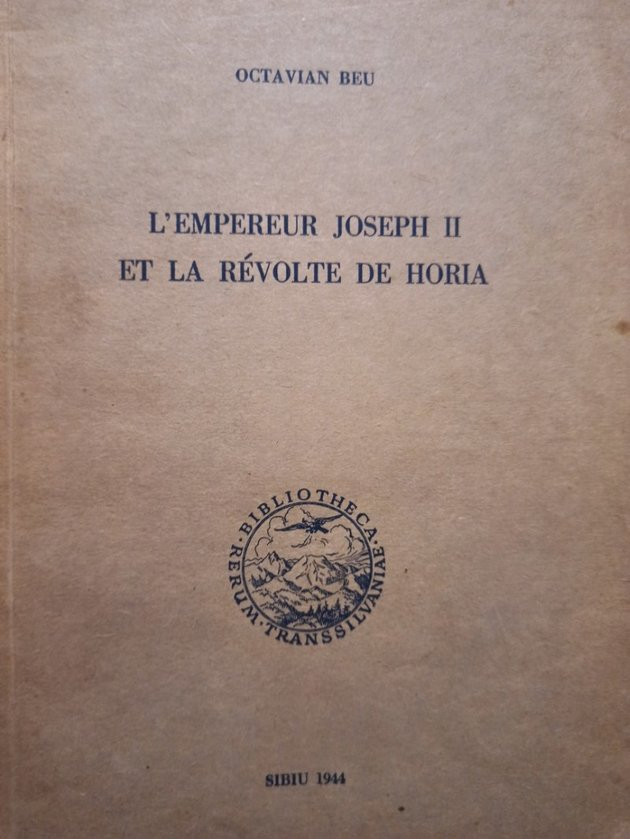 OCTAVIAN BEU
L'EMPEREUR JOSEPH II
ET LA RÉVOLTE DE HORIA
·BIBLIOTHECA·
RERUM·TRANSSILVANIAE
SIBIU 1944